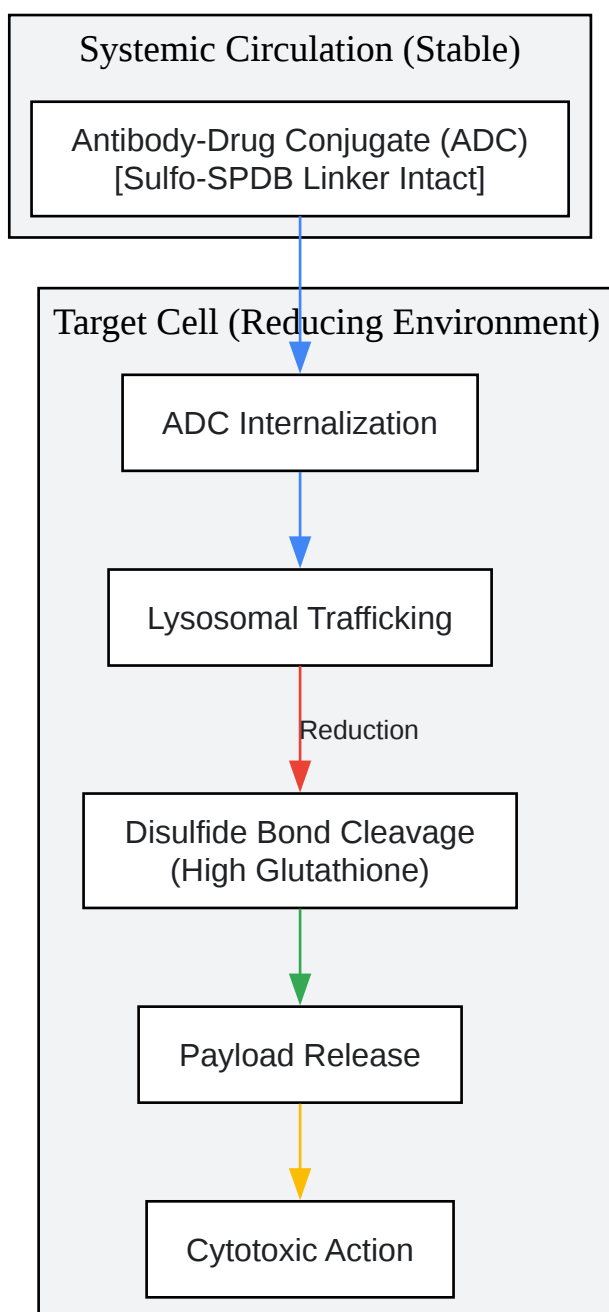 Systemic Circulation (Stable)
Antibody-Drug Conjugate (ADC)
[Sulfo-SPDB Linker Intact]
Target Cell (Reducing Environment)
ADC Internalization
Lysosomal Trafficking
Reduction
Disulfide Bond Cleavage
(High Glutathione)
Payload Release
Cytotoxic Action